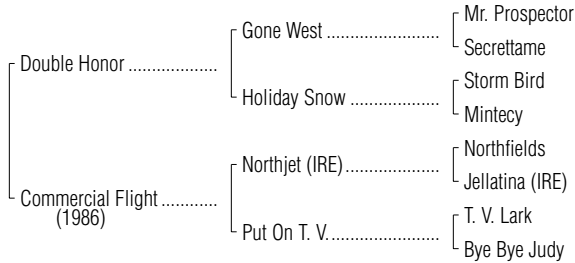 Mr. Prospector
Gone West ........................
Secrettame
Double Honor ..................
Storm Bird
Holiday Snow ....................
Mintecy
Northfields
Northjet (IRE)....................
Jellatina (IRE)
Commercial Flight ...........
(1986)
T. V. Lark
Put On T. V.......................
Bye Bye Judy